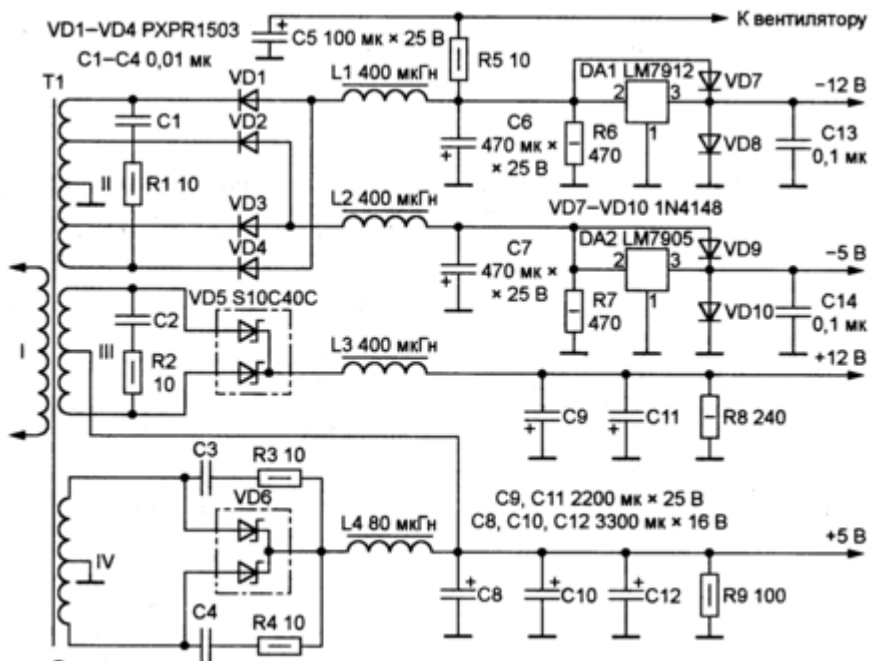 К вентилятору
VD1–VD4 PXPR1503
C1–C4 0,01 мк
C5 100 мк × 25 В
R5 10
T1
VD1
L1 400 мкГн
DA1 LM7912
VD7
−12 В
C1
VD2
2
3
1
C6
470 мк ×
× 25 В
R6
470
VD8
C13
0,1 мк
II
R1 10
VD3
L2 400 мкГн
VD7–VD10 1N4148
VD4
DA2 LM7905
VD9
−5 В
C7
470 мк ×
× 25 В
2
3
1
R7
470
VD10
C14
0,1 мк
VD5 S10C40C
C2
I
III
R2
10
L3 400 мкГн
+12 В
C9
C11
R8 240
C3
R3 10
VD6
C9, C11 2200 мк × 25 В
C8, C10, C12 3300 мк × 16 В
L4 80 мкГн
+5 В
IV
C8
C10
C12
R9 100
C4
R4 10